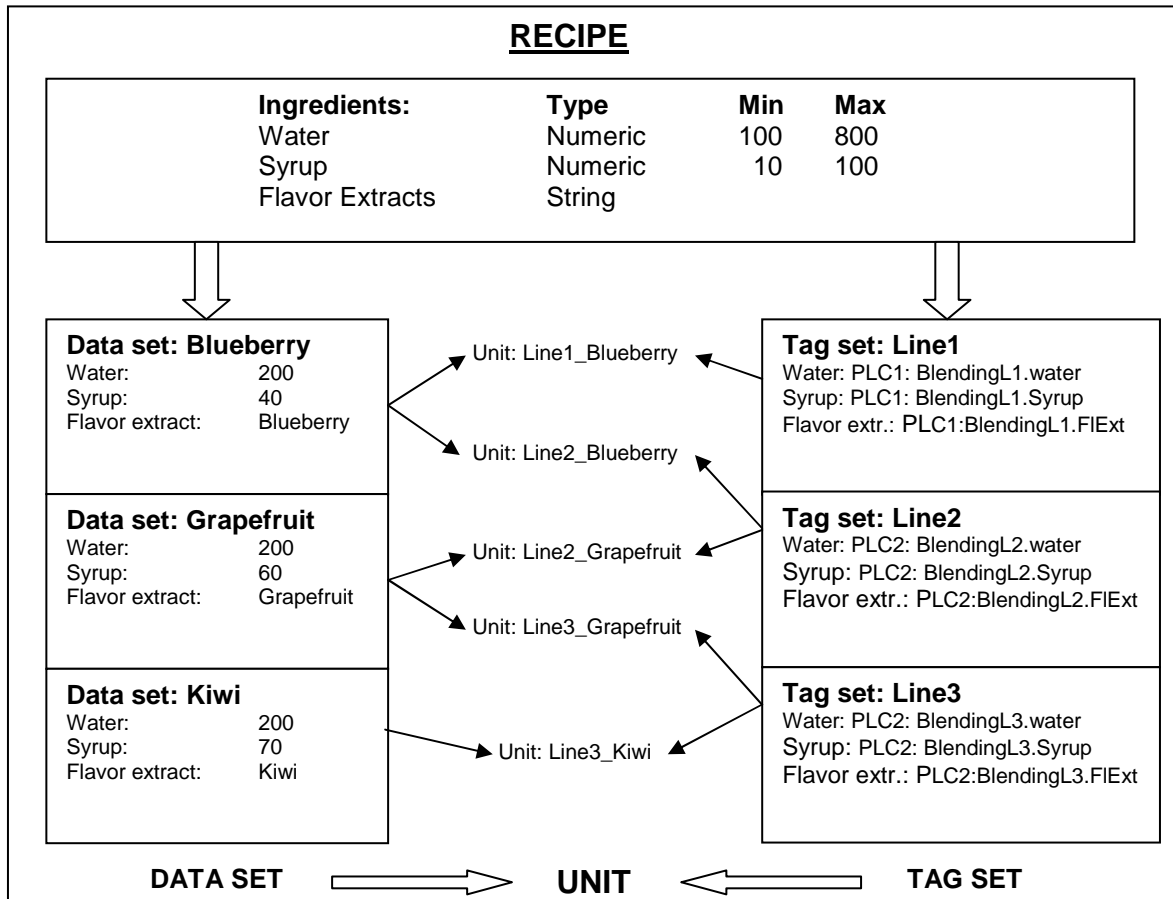 RECIPE
Ingredients: Type Min Max
Water Numeric 100 800
Syrup Numeric 10 100
Flavor Extracts String
Data set: Blueberry
Water: 200
Syrup: 40
Flavor extract: Blueberry
Data set: Grapefruit
Water: 200
Syrup: 60
Flavor extract: Grapefruit
Data set: Kiwi
Water: 200
Syrup: 70
Flavor extract: Kiwi
Unit: Line1_Blueberry
Unit: Line2_Blueberry
Unit: Line2_Grapefruit
Unit: Line3_Grapefruit
Unit: Line3_Kiwi
Tag set: Line1
Water: PLC1: BlendingL1.water
Syrup: PLC1: BlendingL1.Syrup
Flavor extr.: PLC1:BlendingL1.FlExt
Tag set: Line2
Water: PLC2: BlendingL2.water
Syrup: PLC2: BlendingL2.Syrup
Flavor extr.: PLC2:BlendingL2.FlExt
Tag set: Line3
Water: PLC2: BlendingL3.water
Syrup: PLC2: BlendingL3.Syrup
Flavor extr.: PLC2:BlendingL3.FlExt
DATA SET UNIT TAG SET